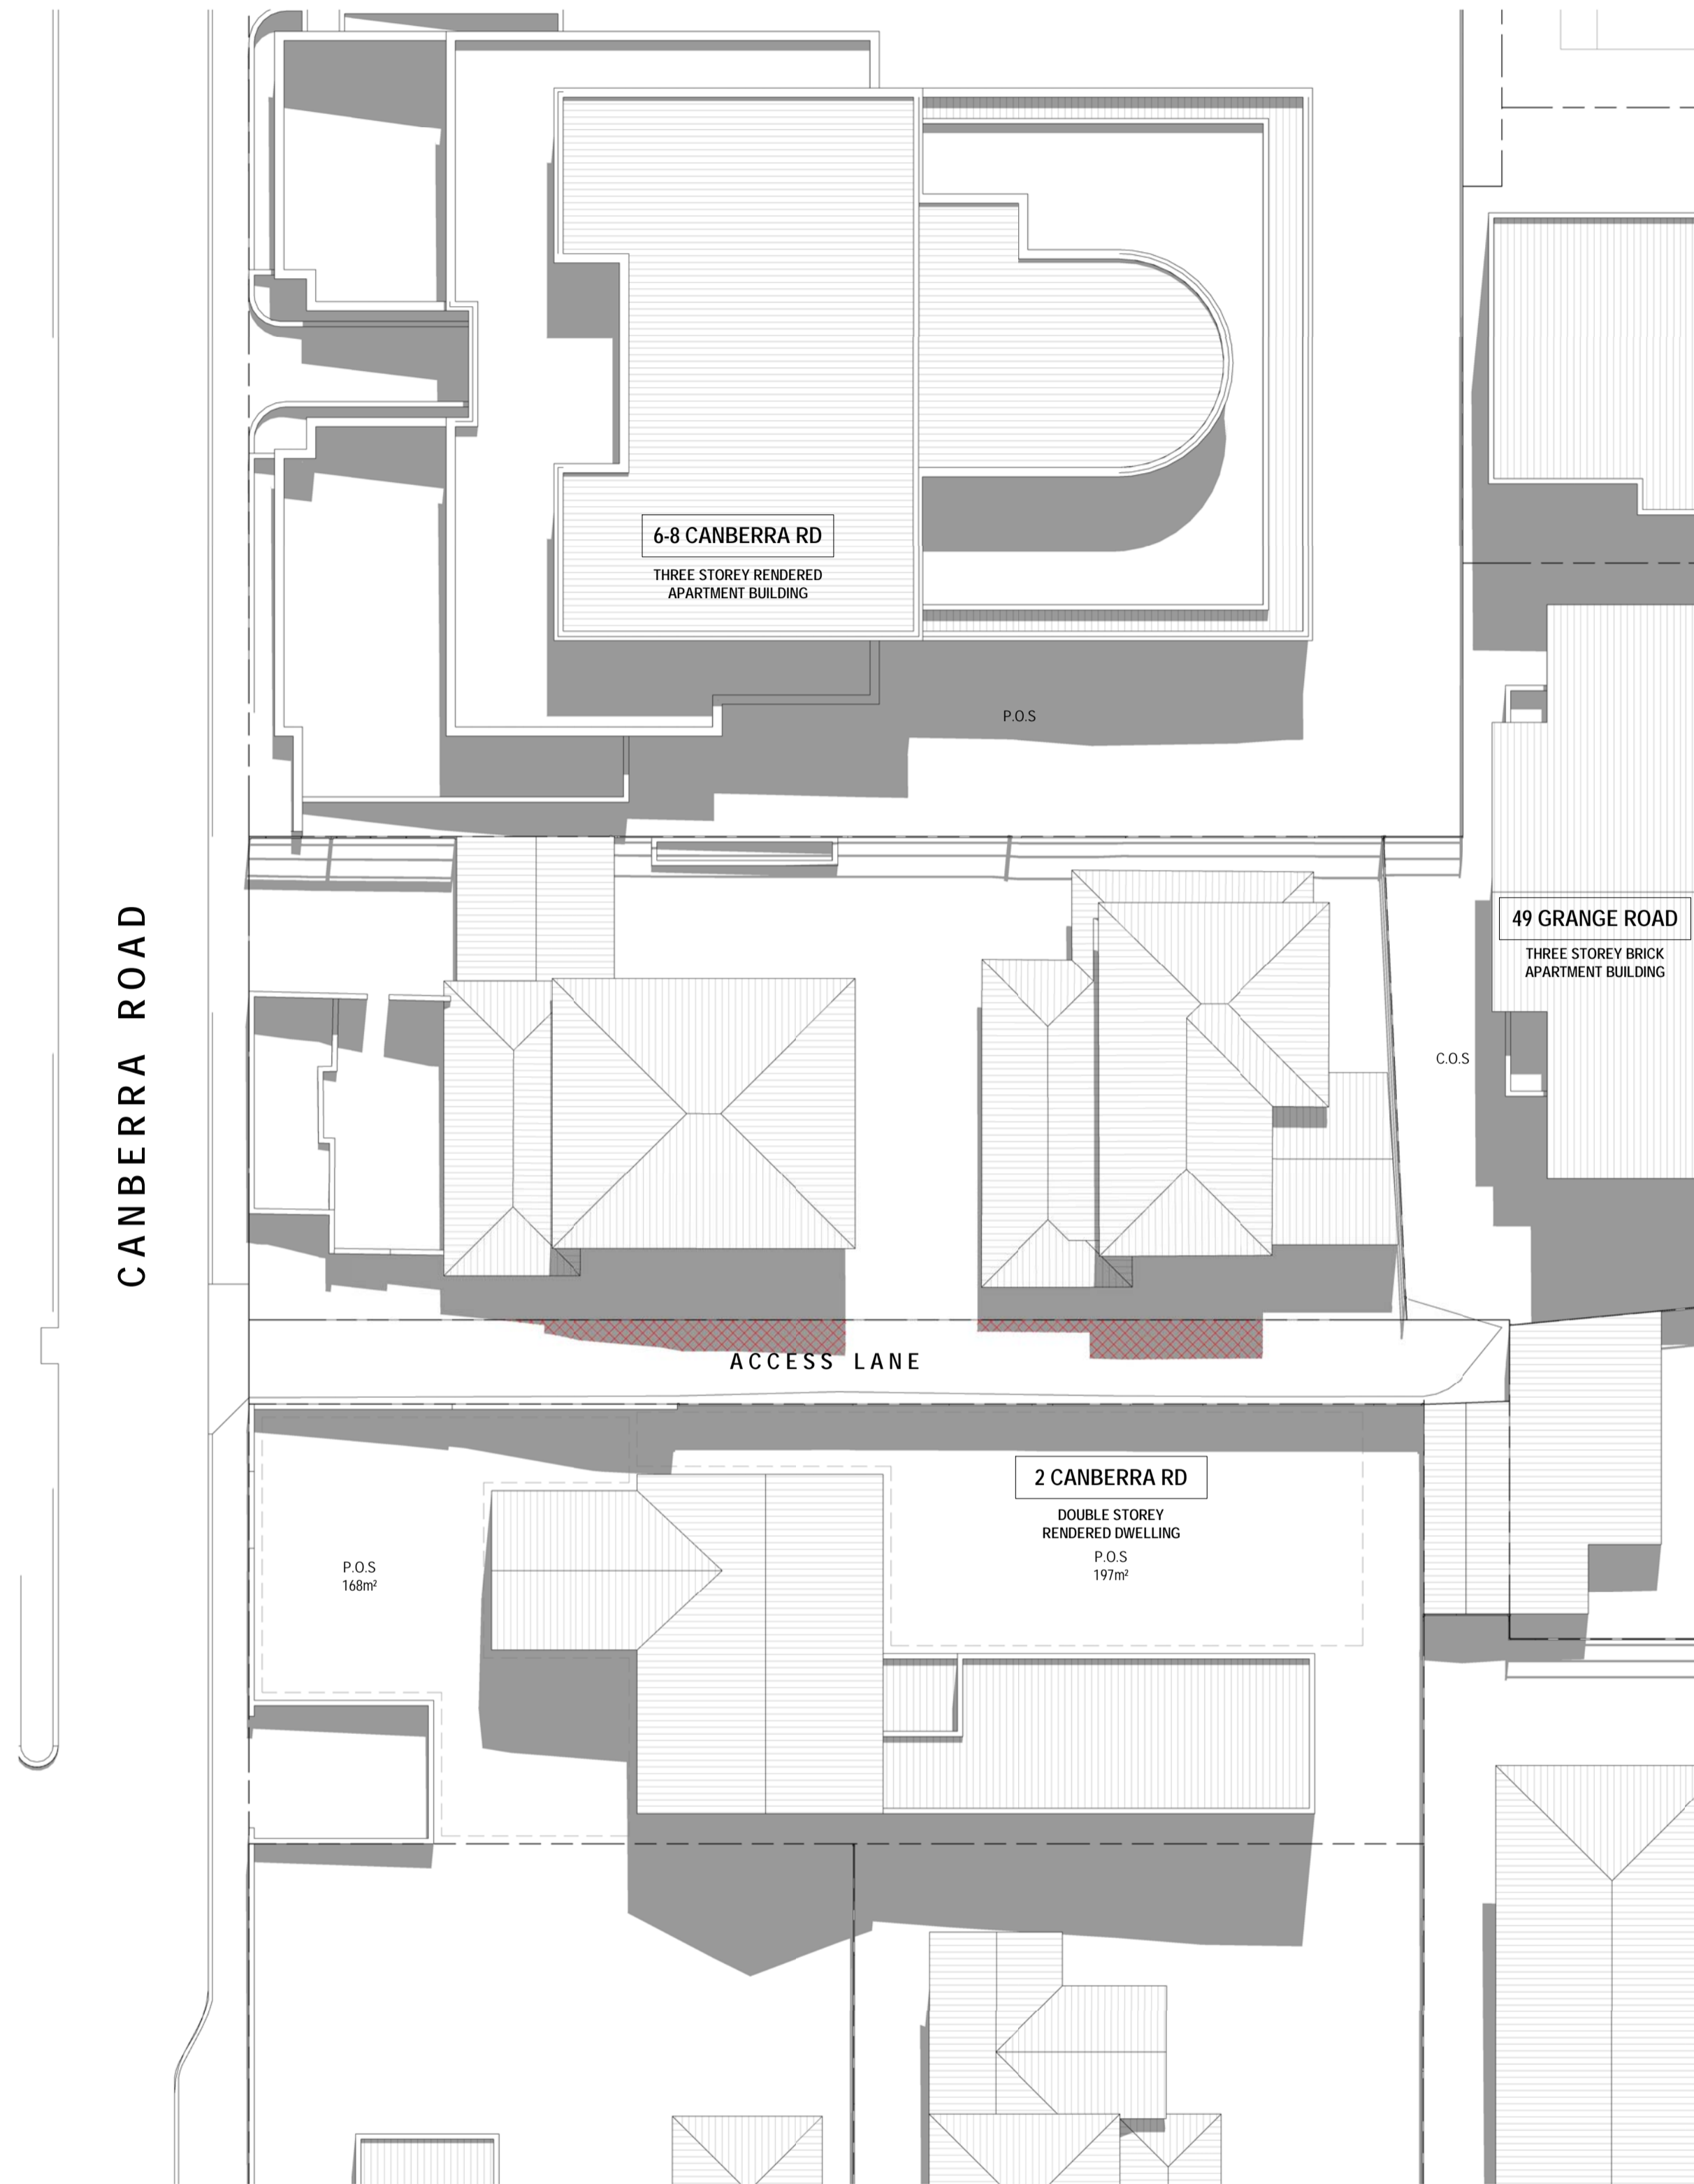 6-8 CANBERRA RD
THREE STOREY RENDERED
APARTMENT BUILDING
P.O.S
CANBERRA ROAD
49 GRANGE ROAD
THREE STOREY BRICK
APARTMENT BUILDING
C.O.S
ACCESS LANE
2 CANBERRA RD
DOUBLE STOREY
RENDERED DWELLING
P.O.S
197m²
P.O.S
168m²